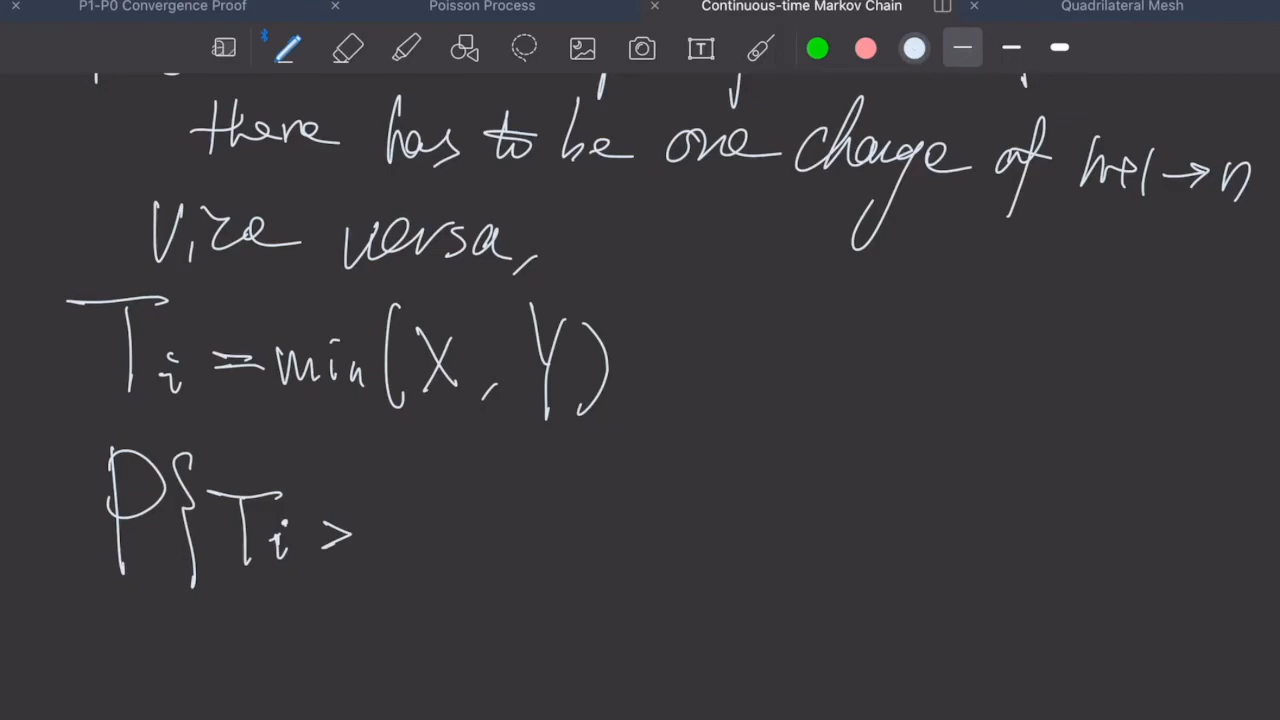 P1-P0 Convergence Proof Poisson Process Continuous-time Markov Chain Quadrilateral Mesh
there has to be one change of n+1→n
Vice versa,
Ti = min(X, Y)
P{Ti >